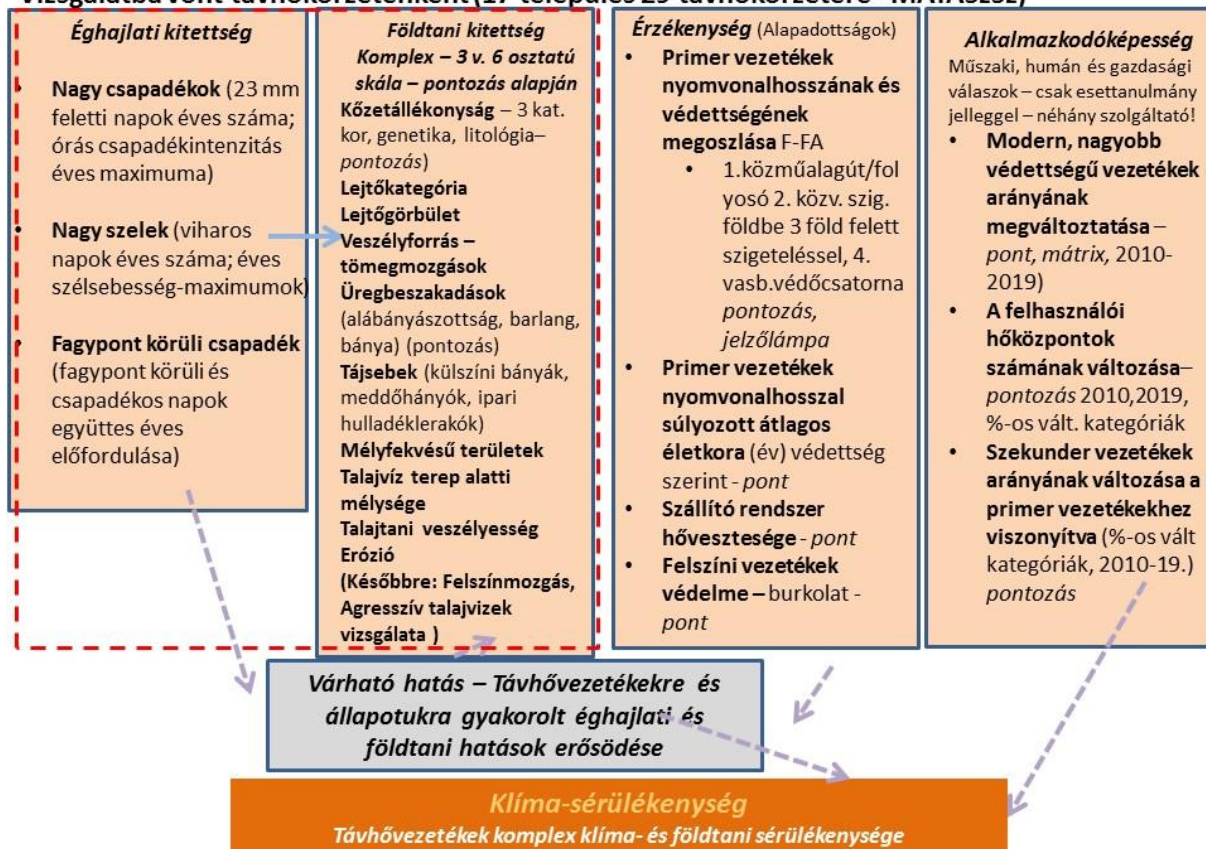 Vizsgálatba vont távhőkörzetenként (17 település 29 távhőkörzetére - MATÁSZSZ)
Éghajlati kitettség
• Nagy csapadékok (23 mm
feletti napok éves száma;
órás csapadékintenzitás
éves maximuma)
• Nagy szelek (viharos
napok éves száma; éves
szélsebesség-maximumok)
• Fagypont körüli csapadék
(fagypont körüli és
csapadékos napok
együttes éves
előfordulása)
Földtani kitettség
Komplex – 3 v. 6 osztatú
skála – pontozás alapján
Kőzetállékonyság – 3 kat.
kor, genetika, litológia–
pontozás)
Lejtőkategória
Lejtőgörbület
Veszélyforrás –
tömegmozgások
Üregbeszakadások
(alábányászottság, barlang,
bánya) (pontozás)
Tájsebek (külszíni bányák,
meddőhányók, ipari
hulladéklerakók)
Mélyfekvésű területek
Talajvíz terep alatti
mélysége
Talajtani veszélyesség
Erózió
(Későbbre: Felszínmozgás,
Agresszív talajvizek
vizsgálata )
Érzékenység (Alapadottságok)
• Primer vezetékek
nyomvonalhosszának és
védettségének
megoszlása F-FA
• 1.közműalagút/fol
yosó 2. közv. szig.
földbe 3 föld felett
szigeteléssel, 4.
vasb.védőcsatorna
pontozás,
jelzőlámpa
• Primer vezetékek
nyomvonalhosszal
súlyozott átlagos
életkora (év) védettség
szerint - pont
• Szállító rendszer
hővesztesége - pont
• Felszíni vezetékek
védelme – burkolat -
pont
Alkalmazkodóképesség
Műszaki, humán és gazdasági
válaszok – csak esettanulmány
jelleggel – néhány szolgáltató!
• Modern, nagyobb
védettségű vezetékek
arányának
megváltoztatása –
pont, mátrix, 2010-
2019)
• A felhasználói
hőközpontok
számának változása–
pontozás 2010,2019,
%-os vált. kategóriák
• Szekunder vezetékek
arányának változása a
primer vezetékekhez
viszonyítva (%-os vált
kategóriák, 2010-19.)
pontozás
Várható hatás – Távhővezetékekre és
állapotukra gyakorolt éghajlati és
földtani hatások erősödése
Klíma-sérülékenység
Távhővezetékek komplex klíma- és földtani sérülékenysége